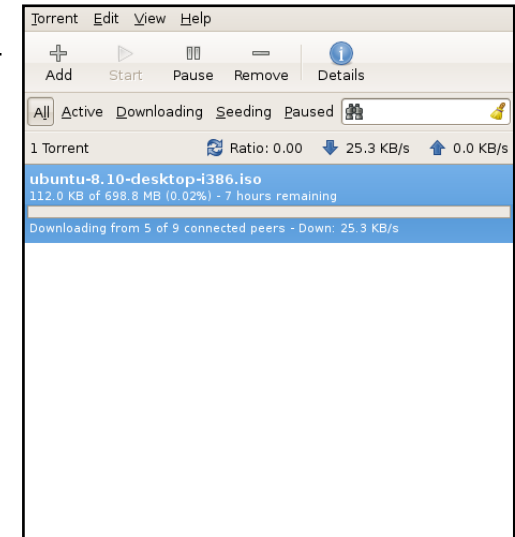 Torrent Edit View Help
Add Start Pause Remove Details
All Active Downloading Seeding Paused
1 Torrent Ratio: 0.00 25.3 KB/s 0.0 KB/s
ubuntu-8.10-desktop-i386.iso
112.0 KB of 698.8 MB (0.02%) - 7 hours remaining
Downloading from 5 of 9 connected peers - Down: 25.3 KB/s